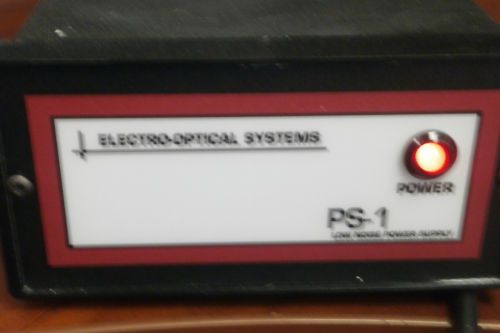 ELECTRO-OPTICAL SYSTEMS
POWER
PS-1
LOW NOISE POWER SUPPLY